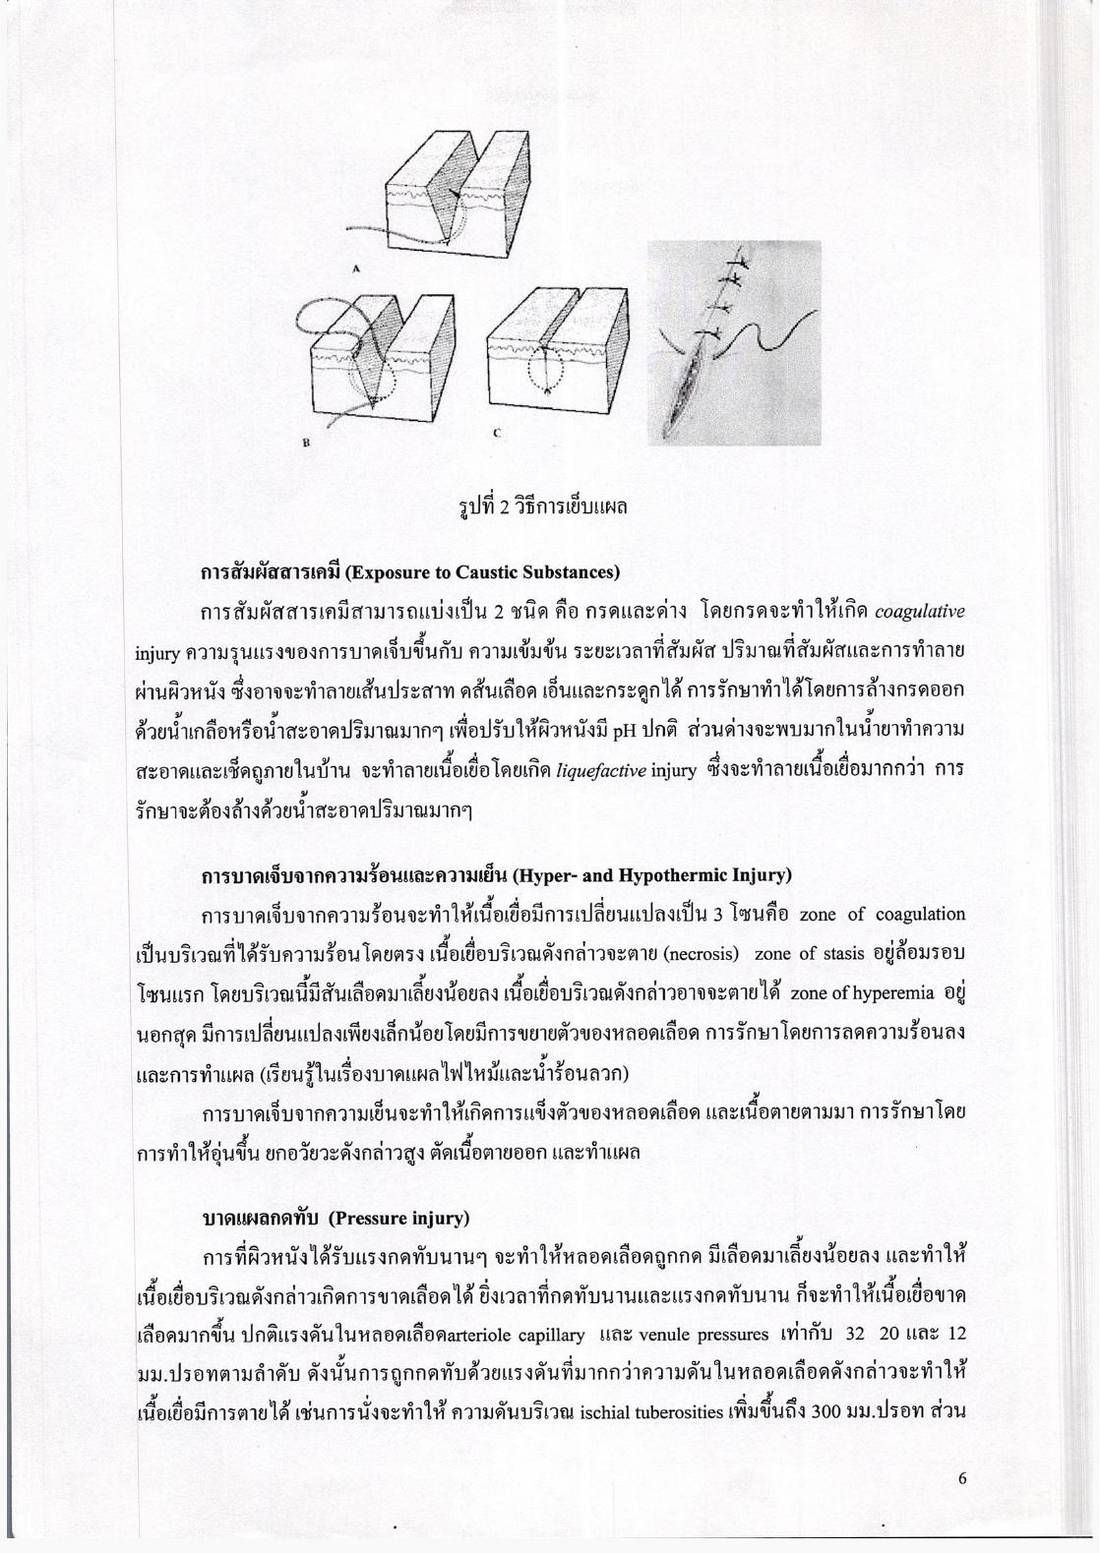 A
B
C
รูปที่ 2 วิธีการเย็บแผล
การสัมผัสสารเคมี (Exposure to Caustic Substances)
การสัมผัสสารเคมีสามารถแบ่งเป็น 2 ชนิด คือ กรดและด่าง โดยกรดจะทำให้เกิด coagulative
injury ความรุนแรงของการบาดเจ็บขึ้นกับ ความเข้มข้น ระยะเวลาที่สัมผัส ปริมาณที่สัมผัสและการทำลาย
ผ่านผิวหนัง ซึ่งอาจจะทำลายเส้นประสาท ดส้นเลือด เอ็นและกระดูกได้ การรักษาทำได้โดยการล้างกรดออก
ด้วยน้ำเกลือหรือน้ำสะอาดปริมาณมากๆ เพื่อปรับให้ผิวหนังมี pH ปกติ ส่วนด่างจะพบมากในน้ำยาทำความ
สะอาดและเช็ดถูภายในบ้าน จะทำลายเนื้อเยื่อโดยเกิด liquefactive injury ซึ่งจะทำลายเนื้อเยื่อมากกว่า การ
รักษาจะต้องล้างด้วยน้ำสะอาดปริมาณมากๆ
การบาดเจ็บจากความร้อนและความเย็น (Hyper- and Hypothermic Injury)
การบาดเจ็บจากความร้อนจะทำให้เนื้อเยื่อมีการเปลี่ยนแปลงเป็น 3 โซนคือ zone of coagulation
เป็นบริเวณที่ได้รับความร้อนโดยตรง เนื้อเยื่อบริเวณดังกล่าวจะตาย (necrosis) zone of stasis อยู่ล้อมรอบ
โซนแรก โดยบริเวณนี้มีสันเลือดมาเลี้ยงน้อยลง เนื้อเยื่อบริเวณดังกล่าวอาจจะตายได้ zone of hyperemia อยู่
นอกสุด มีการเปลี่ยนแปลงเพียงเล็กน้อยโดยมีการขยายตัวของหลอดเลือด การรักษาโดยการลดความร้อนลง
และการทำแผล (เรียนรู้ในเรื่องบาดแผลไฟไหม้และน้ำร้อนลวก)
การบาดเจ็บจากความเย็นจะทำให้เกิดการแข็งตัวของหลอดเลือด และเนื้อตายตามมา การรักษาโดย
การทำให้อุ่นขึ้น ยกอวัยวะดังกล่าวสูง ตัดเนื้อตายออก และทำแผล
บาดแผลกดทับ (Pressure injury)
การที่ผิวหนังได้รับแรงกดทับนานๆ จะทำให้หลอดเลือดถูกกด มีเลือดมาเลี้ยงน้อยลง และทำให้
เนื้อเยื่อบริเวณดังกล่าวเกิดการขาดเลือดได้ ยิ่งเวลาที่กดทับนานและแรงกดทับนาน ก็จะทำให้เนื้อเยื่อขาด
เลือดมากขึ้น ปกติแรงดันในหลอดเลือดarteriole capillary และ venule pressures เท่ากับ 32 20 และ 12
มม.ปรอทตามลำดับ ดังนั้นการถูกกดทับด้วยแรงดันที่มากกว่าความดันในหลอดเลือดดังกล่าวจะทำให้
เนื้อเยื่อมีการตายได้ เช่นการนั่งจะทำให้ ความดันบริเวณ ischial tuberosities เพิ่มขึ้นถึง 300 มม.ปรอท ส่วน
6